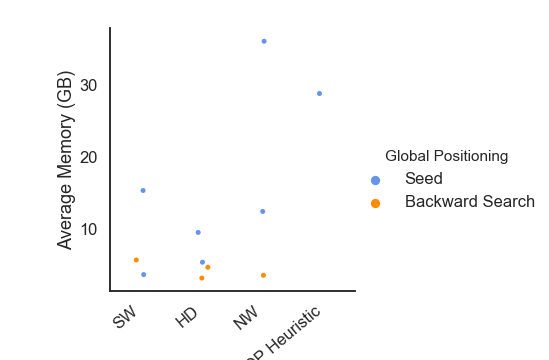 Average Memory (GB)
30
20
10
SW
HD
NW
Heuristic
Global Positioning
Seed
Backward Search